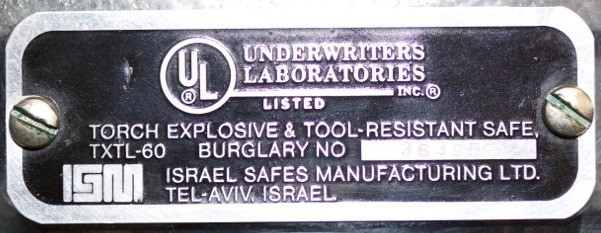 UL ®
UNDERWRITERS
LABORATORIES
INC.®
LISTED
TORCH EXPLOSIVE & TOOL-RESISTANT SAFE,
TXTL-60 BURGLARY NO
ISM
ISRAEL SAFES MANUFACTURING LTD.
TEL-AVIV, ISRAEL.